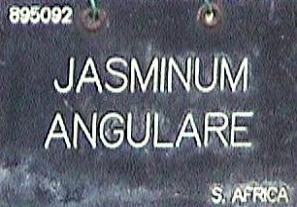 895092
JASMINUM
ANGULARE
S. AFRICA